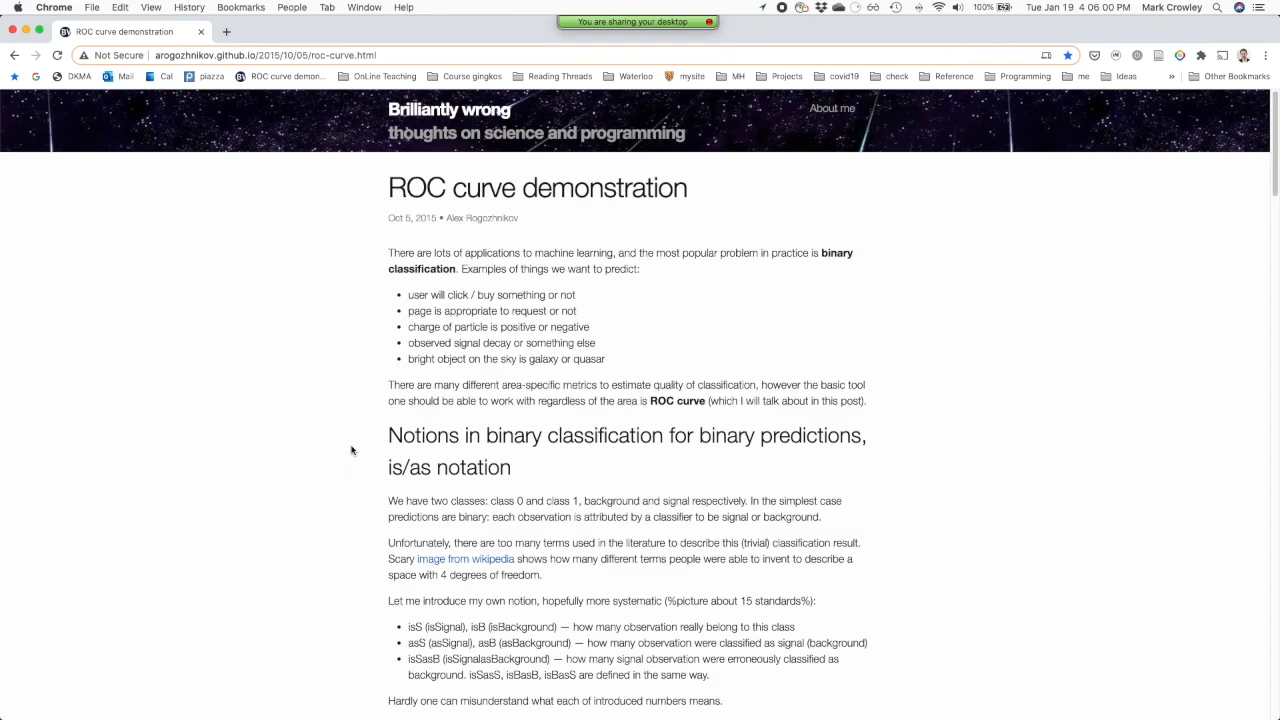 Chrome File Edit View History Bookmarks People Tab Window Help 100% Tue Jan 19 4:06:00 PM Mark Crowley
You are sharing your desktop
ROC curve demonstration
Not Secure arogozhnikov.github.io/2015/10/05/roc-curve.html
DKMA Mail Cal piazza ROC curve demon... OnLine Teaching Course gingkos Reading Threads Waterloo mysite MH Projects covid19 check Reference Programming me Ideas » Other Bookmarks
Brilliantly wrong
About me
thoughts on science and programming
ROC curve demonstration
Oct 5, 2015 • Alex Rogozhnikov
There are lots of applications to machine learning, and the most popular problem in practice is binary
classification. Examples of things we want to predict:
• user will click / buy something or not
• page is appropriate to request or not
• charge of particle is positive or negative
• observed signal decay or something else
• bright object on the sky is galaxy or quasar
There are many different area-specific metrics to estimate quality of classification, however the basic tool
one should be able to work with regardless of the area is ROC curve (which I will talk about in this post).
Notions in binary classification for binary predictions,
is/as notation
We have two classes: class 0 and class 1, background and signal respectively. In the simplest case
predictions are binary: each observation is attributed by a classifier to be signal or background.
Unfortunately, there are too many terms used in the literature to describe this (trivial) classification result.
Scary image from wikipedia shows how many different terms people were able to invent to describe a
space with 4 degrees of freedom.
Let me introduce my own notion, hopefully more systematic (%picture about 15 standards%):
• isS (isSignal), isB (isBackground) — how many observation really belong to this class
• asS (asSignal), asB (asBackground) — how many observation were classified as signal (background)
• isSasB (isSignalasBackground) — how many signal observation were erroneously classified as
background. isSasS, isBasB, isBasS are defined in the same way.
Hardly one can misunderstand what each of introduced numbers means.